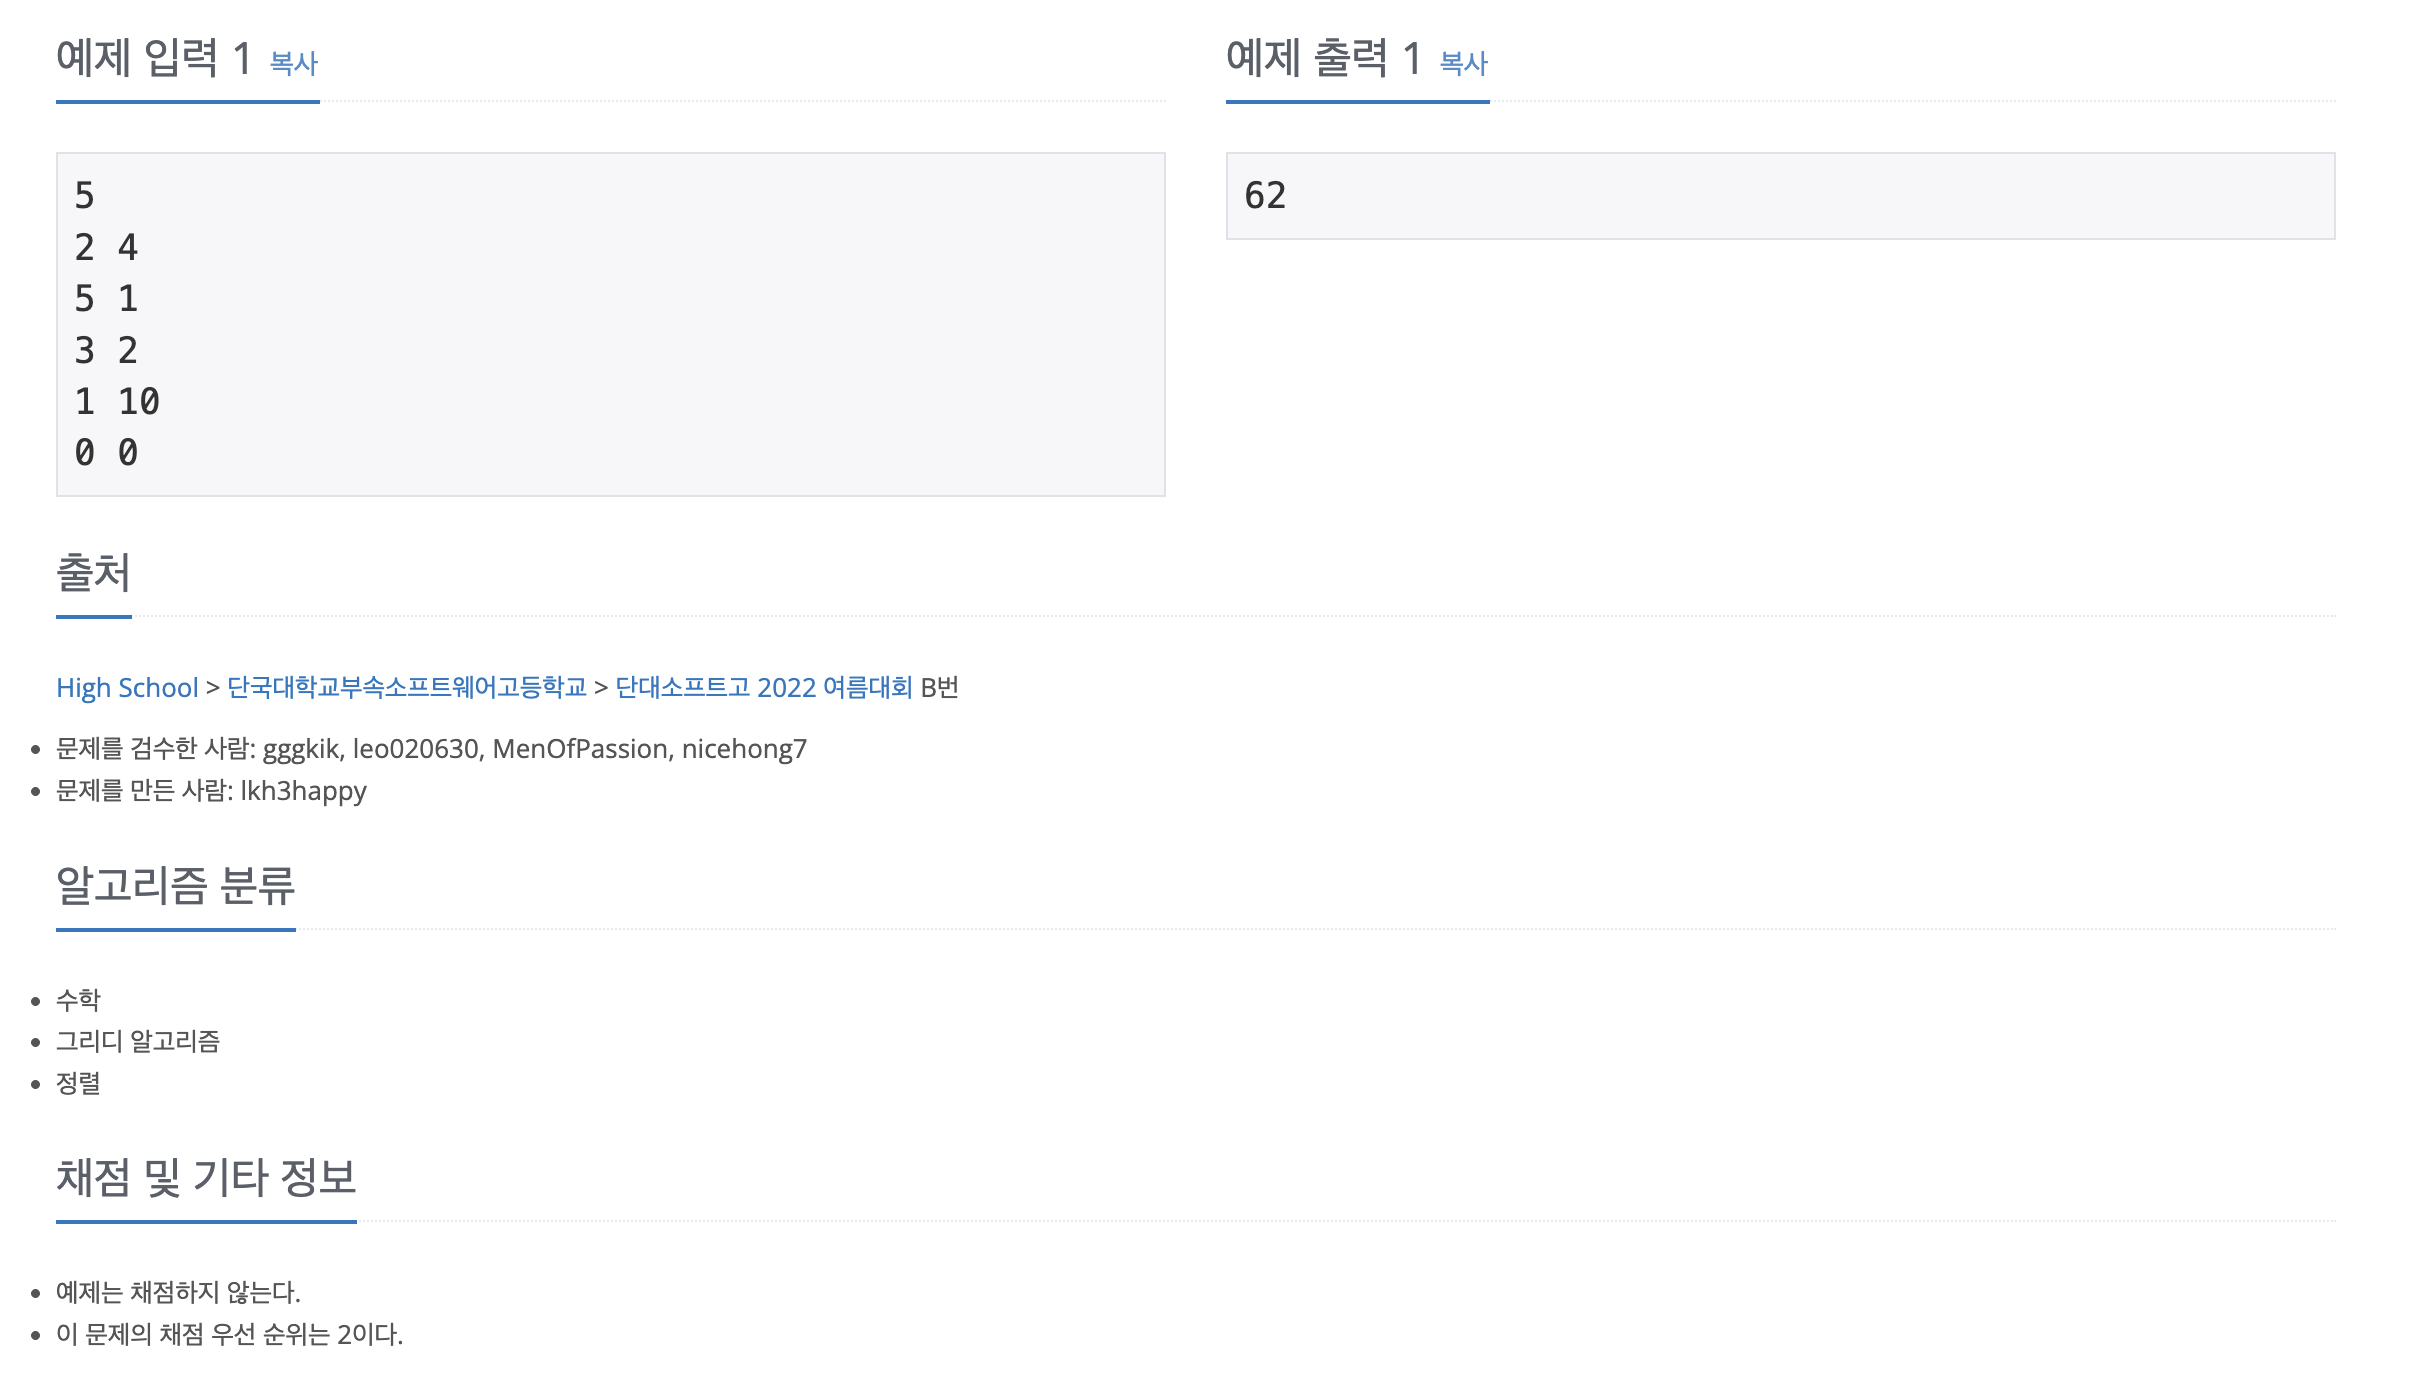 예제 입력 1 복사
5
2 4
5 1
3 2
1 10
0 0
예제 출력 1 복사
62
출처
High School > 단국대학교부속소프트웨어고등학교 > 단대소프트고 2022 여름대회 B번
문제를 검수한 사람: gggkik, leo020630, MenOfPassion, nicehong7
문제를 만든 사람: lkh3happy
알고리즘 분류
수학
그리디 알고리즘
정렬
채점 및 기타 정보
예제는 채점하지 않는다.
이 문제의 채점 우선 순위는 2이다.